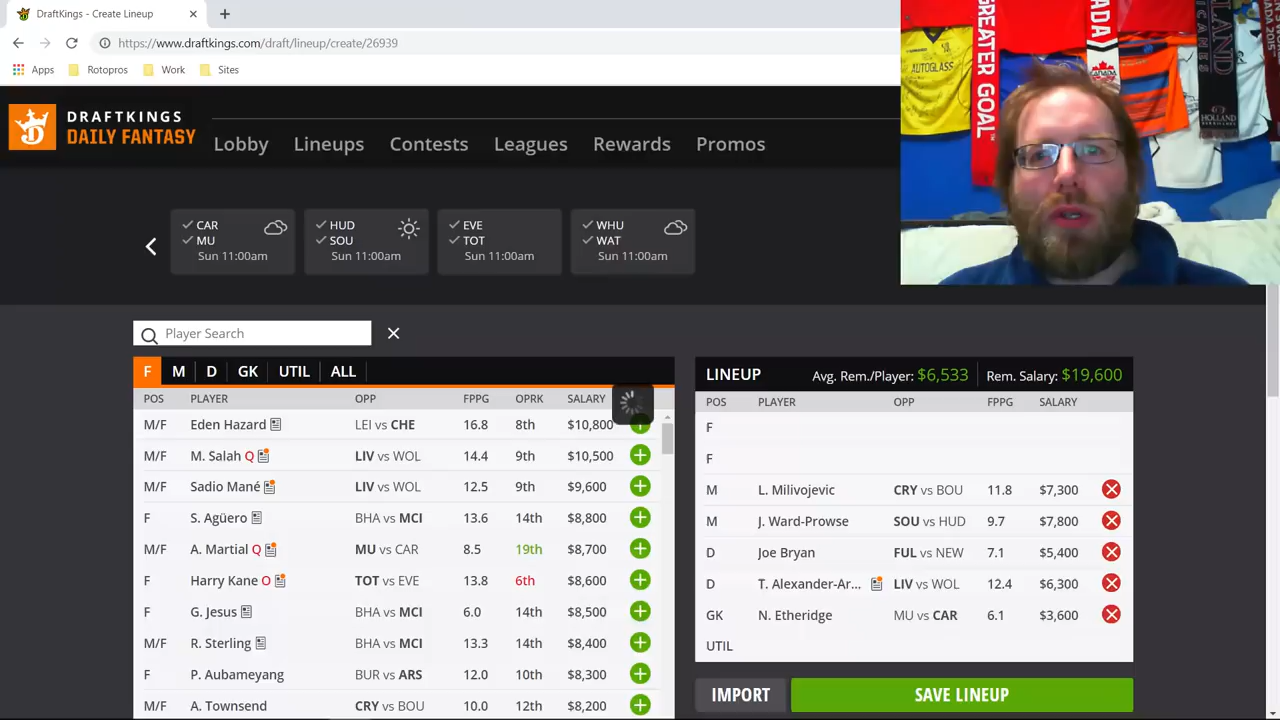 DraftKings - Create Lineup
https://www.draftkings.com/draft/lineup/create/26939
Apps Rotopros Work Sites
DRAFTKINGS
DAILY FANTASY
Lobby Lineups Contests Leagues Rewards Promos
CAR
MU
Sun 11:00am
HUD
SOU
Sun 11:00am
EVE
TOT
Sun 11:00am
WHU
WAT
Sun 11:00am
AUTOGLASS
GREATER GOAL
CANADA
HOLLAND
Player Search
F M D GK UTIL ALL
POS PLAYER OPP FPPG OPRK SALARY
M/F Eden Hazard LEI vs CHE 16.8 8th $10,800
M/F M. Salah Q LIV vs WOL 14.4 9th $10,500
M/F Sadio Mané LIV vs WOL 12.5 9th $9,600
F S. Agüero BHA vs MCI 13.6 14th $8,800
M/F A. Martial Q MU vs CAR 8.5 19th $8,700
F Harry Kane O TOT vs EVE 13.8 6th $8,600
F G. Jesus BHA vs MCI 6.0 14th $8,500
M/F R. Sterling BHA vs MCI 13.3 14th $8,400
F P. Aubameyang BUR vs ARS 12.0 10th $8,300
M/F A. Townsend CRY vs BOU 10.0 12th $8,200
LINEUP Avg. Rem./Player: $6,533 Rem. Salary: $19,600
POS PLAYER OPP FPPG SALARY
F
F
M L. Milivojevic CRY vs BOU 11.8 $7,300
M J. Ward-Prowse SOU vs HUD 9.7 $7,800
D Joe Bryan FUL vs NEW 7.1 $5,400
D T. Alexander-Ar... LIV vs WOL 12.4 $6,300
GK N. Etheridge MU vs CAR 6.1 $3,600
UTIL
IMPORT SAVE LINEUP